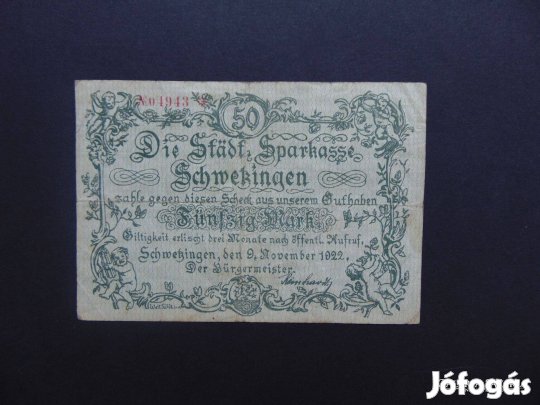 No 1943
50
Die Städt. Sparkasse
Schwetzingen
zahle gegen diesen Scheck aus unserem Guthaben
Fünfzig Mark.
Giltigkeit erlischt drei Monate nach öffentl. Aufruf.
Schwetzingen, den 9. November 1922.
Der Bürgermeister.
Jófogás